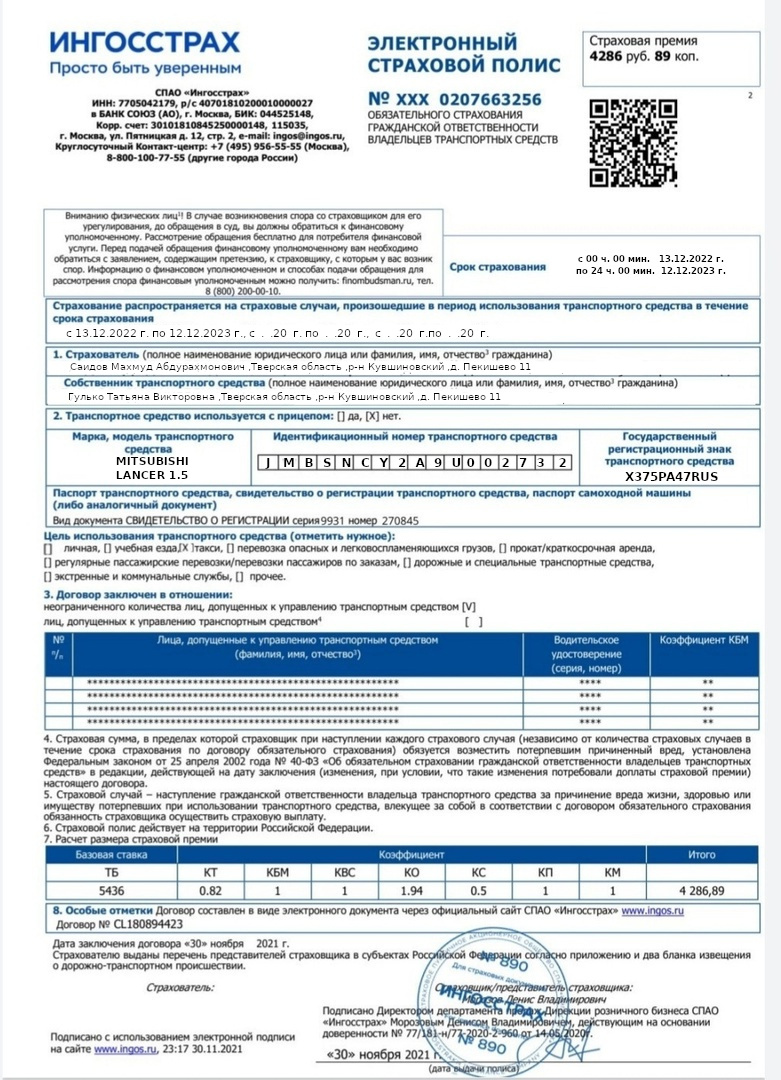 ИНГОССТРАХ
Просто быть уверенным
СПАО «Ингосстрах»
ИНН: 7705042179, р/с 40701810200010000027
в БАНК СОЮЗ (АО), г. Москва, БИК: 044525148,
Корр. счет: 30101810845250000148, 115035,
г. Москва, ул. Пятницкая д. 12, стр. 2, e-mail: ingos@ingos.ru,
Круглосуточный Контакт-центр: +7 (495) 956-55-55 (Москва),
8-800-100-77-55 (другие города России)
ЭЛЕКТРОННЫЙ
СТРАХОВОЙ ПОЛИС
№ XXX 0207663256
ОБЯЗАТЕЛЬНОГО СТРАХОВАНИЯ
ГРАЖДАНСКОЙ ОТВЕТСТВЕННОСТИ
ВЛАДЕЛЬЦЕВ ТРАНСПОРТНЫХ СРЕДСТВ
Страховая премия
4286 руб. 89 коп.
2
Вниманию физических лиц¹! В случае возникновения спора со страховщиком для его
урегулирования, до обращения в суд, вы должны обратиться к финансовому
уполномоченному. Рассмотрение обращения бесплатно для потребителя финансовой
услуги. Перед подачей обращения финансовому уполномоченному вам необходимо
обратиться с заявлением, содержащим претензию, к страховщику, с которым у вас возник
спор. Информацию о финансовом уполномоченном и способах подачи обращения для
рассмотрения спора финансовым уполномоченным можно получить: finombudsman.ru, тел.
8 (800) 200-00-10.
Срок страхования
с 00 ч. 00 мин. 13.12.2022 г.
по 24 ч. 00 мин. 12.12.2023 г.
Страхование распространяется на страховые случаи, произошедшие в период использования транспортного средства в течение
срока страхования
с 13.12.2022 г. по 12.12.2023 г., с . .20 г. по . .20 г., с . .20 г.по . .20 г.
1. Страхователь (полное наименование юридического лица или фамилия, имя, отчество³ гражданина)
Саидов Махмуд Абдурахмонович ,Тверская область ,р-н Кувшиновский ,д. Пекишево 11
Собственник транспортного средства (полное наименование юридического лица или фамилия, имя, отчество³ гражданина)
Гулько Татьяна Викторовна ,Тверская область ,р-н Кувшиновский ,д. Пекишево 11
2. Транспортное средство используется с прицепом: [] да, [X] нет.
Марка, модель транспортного
средства
MITSUBISHI
LANCER 1.5
Идентификационный номер транспортного средства
J M B S N C Y 2 A 9 U 0 0 2 7 3 2
Государственный
регистрационный знак
транспортного средства
X375PA47RUS
Паспорт транспортного средства, свидетельство о регистрации транспортного средства, паспорт самоходной машины
(либо аналогичный документ)
Вид документа СВИДЕТЕЛЬСТВО О РЕГИСТРАЦИИ серия 9931 номер 270845
Цель использования транспортного средства (отметить нужное):
[] личная, [] учебная езда,[X ]такси, [] перевозка опасных и легковоспламеняющихся грузов, [] прокат/краткосрочная аренда,
[] регулярные пассажирские перевозки/перевозки пассажиров по заказам, [] дорожные и специальные транспортные средства,
[] экстренные и коммунальные службы, [] прочее.
3. Договор заключен в отношении:
неограниченного количества лиц, допущенных к управлению транспортным средством [V]
лиц, допущенных к управлению транспортным средством⁴ [ ]
№ п/п
Лица, допущенные к управлению транспортным средством
(фамилия, имя, отчество³)
Водительское
удостоверение
(серия, номер)
Коэффициент КБМ
**************************************** **** **
**************************************** **** **
**************************************** **** **
**************************************** **** **
4. Страховая сумма, в пределах которой страховщик при наступлении каждого страхового случая (независимо от количества страховых случаев в
течение срока страхования по договору обязательного страхования) обязуется возместить потерпевшим причиненный вред, установлена
Федеральным законом от 25 апреля 2002 года № 40-ФЗ «Об обязательном страховании гражданской ответственности владельцев транспортных
средств» в редакции, действующей на дату заключения (изменения, при условии, что такие изменения потребовали доплаты страховой премии)
настоящего договора.
5. Страховой случай – наступление гражданской ответственности владельца транспортного средства за причинение вреда жизни, здоровью или
имуществу потерпевших при использовании транспортного средства, влекущее за собой в соответствии с договором обязательного страхования
обязанность страховщика осуществить страховую выплату.
6. Страховой полис действует на территории Российской Федерации.
7. Расчет размера страховой премии
Базовая ставка Коэффициент Итого
ТБ КТ КБМ КВС КО КС КП КМ
5436 0.82 1 1 1.94 0.5 1 1 4 286,89
8. Особые отметки Договор составлен в виде электронного документа через официальный сайт СПАО «Ингосстрах» www.ingos.ru
Договор № CL180894423
Дата заключения договора «30» ноября 2021 г.
Страхователю выданы перечень представителей страховщика в субъектах Российской Федерации согласно приложению и два бланка извещения
о дорожно-транспортном происшествии.
Страхователь:
Страховщик/представитель страховщика:
Морозов Денис Владимирович
Подписано Директором департамента продаж Дирекции розничного бизнеса СПАО
«Ингосстрах» Морозовым Денисом Владимировичем, действующим на основании
доверенности № 77/181-н/77-2020-2-960 от 14.05.2020г.
Подписано с использованием электронной подписи
на сайте www.ingos.ru, 23:17 30.11.2021
«30» ноября 2021 г.
(дата выдачи полиса)
№ 890
Для страховых документов
ИНГОССТРАХ
№ 890